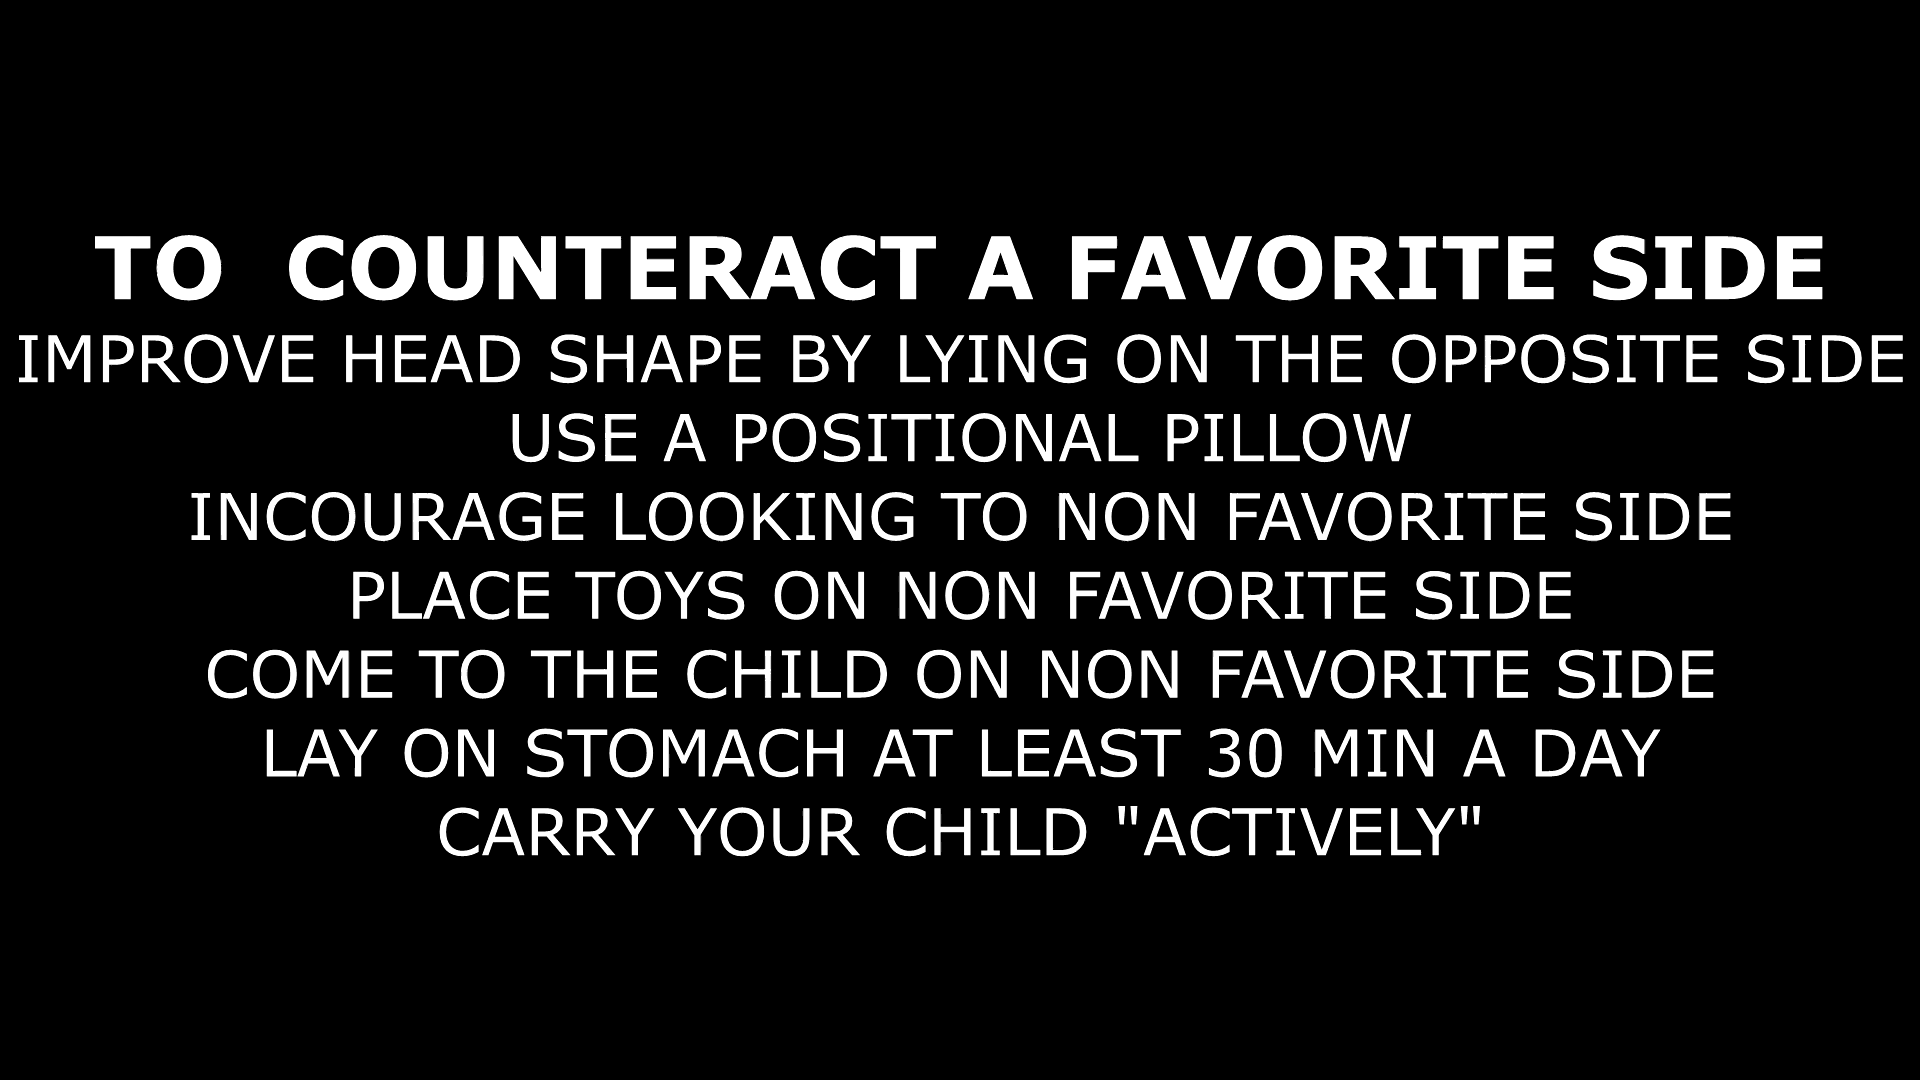 TO  COUNTERACT A FAVORITE SIDE
IMPROVE HEAD SHAPE BY LYING ON THE OPPOSITE SIDE
USE A POSITIONAL PILLOW
INCOURAGE LOOKING TO NON FAVORITE SIDE
PLACE TOYS ON NON FAVORITE SIDE
COME TO THE CHILD ON NON FAVORITE SIDE
LAY ON STOMACH AT LEAST 30 MIN A DAY
CARRY YOUR CHILD "ACTIVELY"